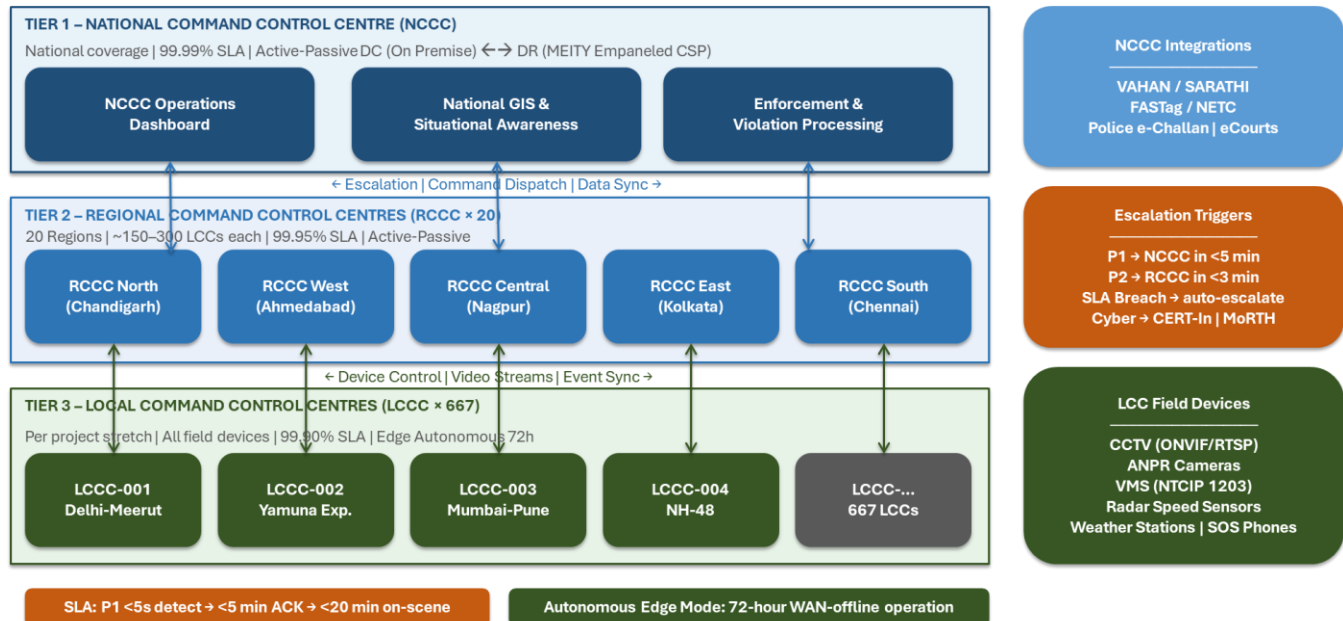 TIER 1 – NATIONAL COMMAND CONTROL CENTRE (NCCC)
National coverage | 99.99% SLA | Active-Passive DC (On Premise) ←→ DR (MEITY Empaneled CSP)
NCCC Operations
Dashboard
National GIS &
Situational Awareness
Enforcement &
Violation Processing
← Escalation | Command Dispatch | Data Sync →
TIER 2 – REGIONAL COMMAND CONTROL CENTRES (RCCC × 20)
20 Regions | ~150–300 LCCs each | 99.95% SLA | Active-Passive
RCCC North
(Chandigarh)
RCCC West
(Ahmedabad)
RCCC Central
(Nagpur)
RCCC East
(Kolkata)
RCCC South
(Chennai)
← Device Control | Video Streams | Event Sync →
TIER 3 – LOCAL COMMAND CONTROL CENTRES (LCCC × 667)
Per project stretch | All field devices | 99.90% SLA | Edge Autonomous 72h
LCCC-001
Delhi-Meerut
LCCC-002
Yamuna Exp.
LCCC-003
Mumbai-Pune
LCCC-004
NH-48
LCCC-...
667 LCCs
SLA: P1 <5s detect → <5 min ACK → <20 min on-scene
Autonomous Edge Mode: 72-hour WAN-offline operation
NCCC Integrations
VAHAN / SARATHI
FASTag / NETC
Police e-Challan | eCourts
Escalation Triggers
P1 → NCCC in <5 min
P2 → RCCC in <3 min
SLA Breach → auto-escalate
Cyber → CERT-In | MoRTH
LCC Field Devices
CCTV (ONVIF/RTSP)
ANPR Cameras
VMS (NTCIP 1203)
Radar Speed Sensors
Weather Stations | SOS Phones